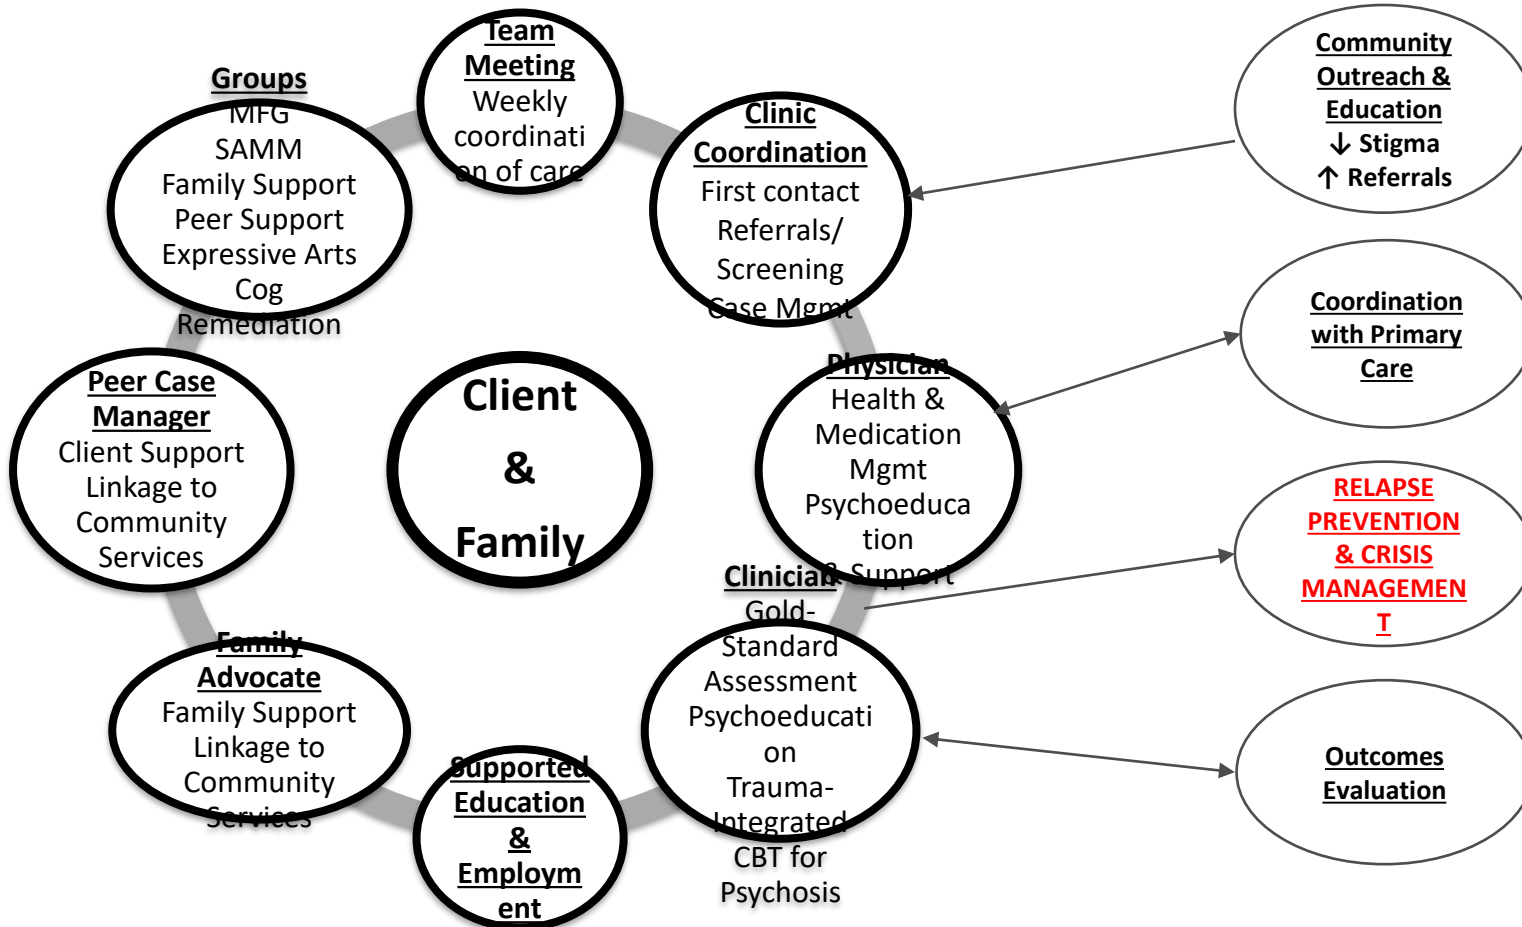 Team
Meeting
Weekly
coordinati
on of care
Groups
MFG
SAMM
Family Support
Peer Support
Expressive Arts
Cog
Remediation
Clinic
Coordination
First contact
Referrals/
Screening
Case Mgmt
Community
Outreach &
Education
↓ Stigma
↑ Referrals
Coordination
with Primary
Care
Physician
Health &
Medication
Mgmt
Psychoeduca
tion
& Support
Peer Case
Manager
Client Support
Linkage to
Community
Services
Client
&
Family
RELAPSE
PREVENTION
& CRISIS
MANAGEMEN
T
Clinician
Gold-
Standard
Assessment
Psychoeducati
on
Trauma-
Integrated
CBT for
Psychosis
Family
Advocate
Family Support
Linkage to
Community
Services
Supported
Education
&
Employm
ent
Outcomes
Evaluation